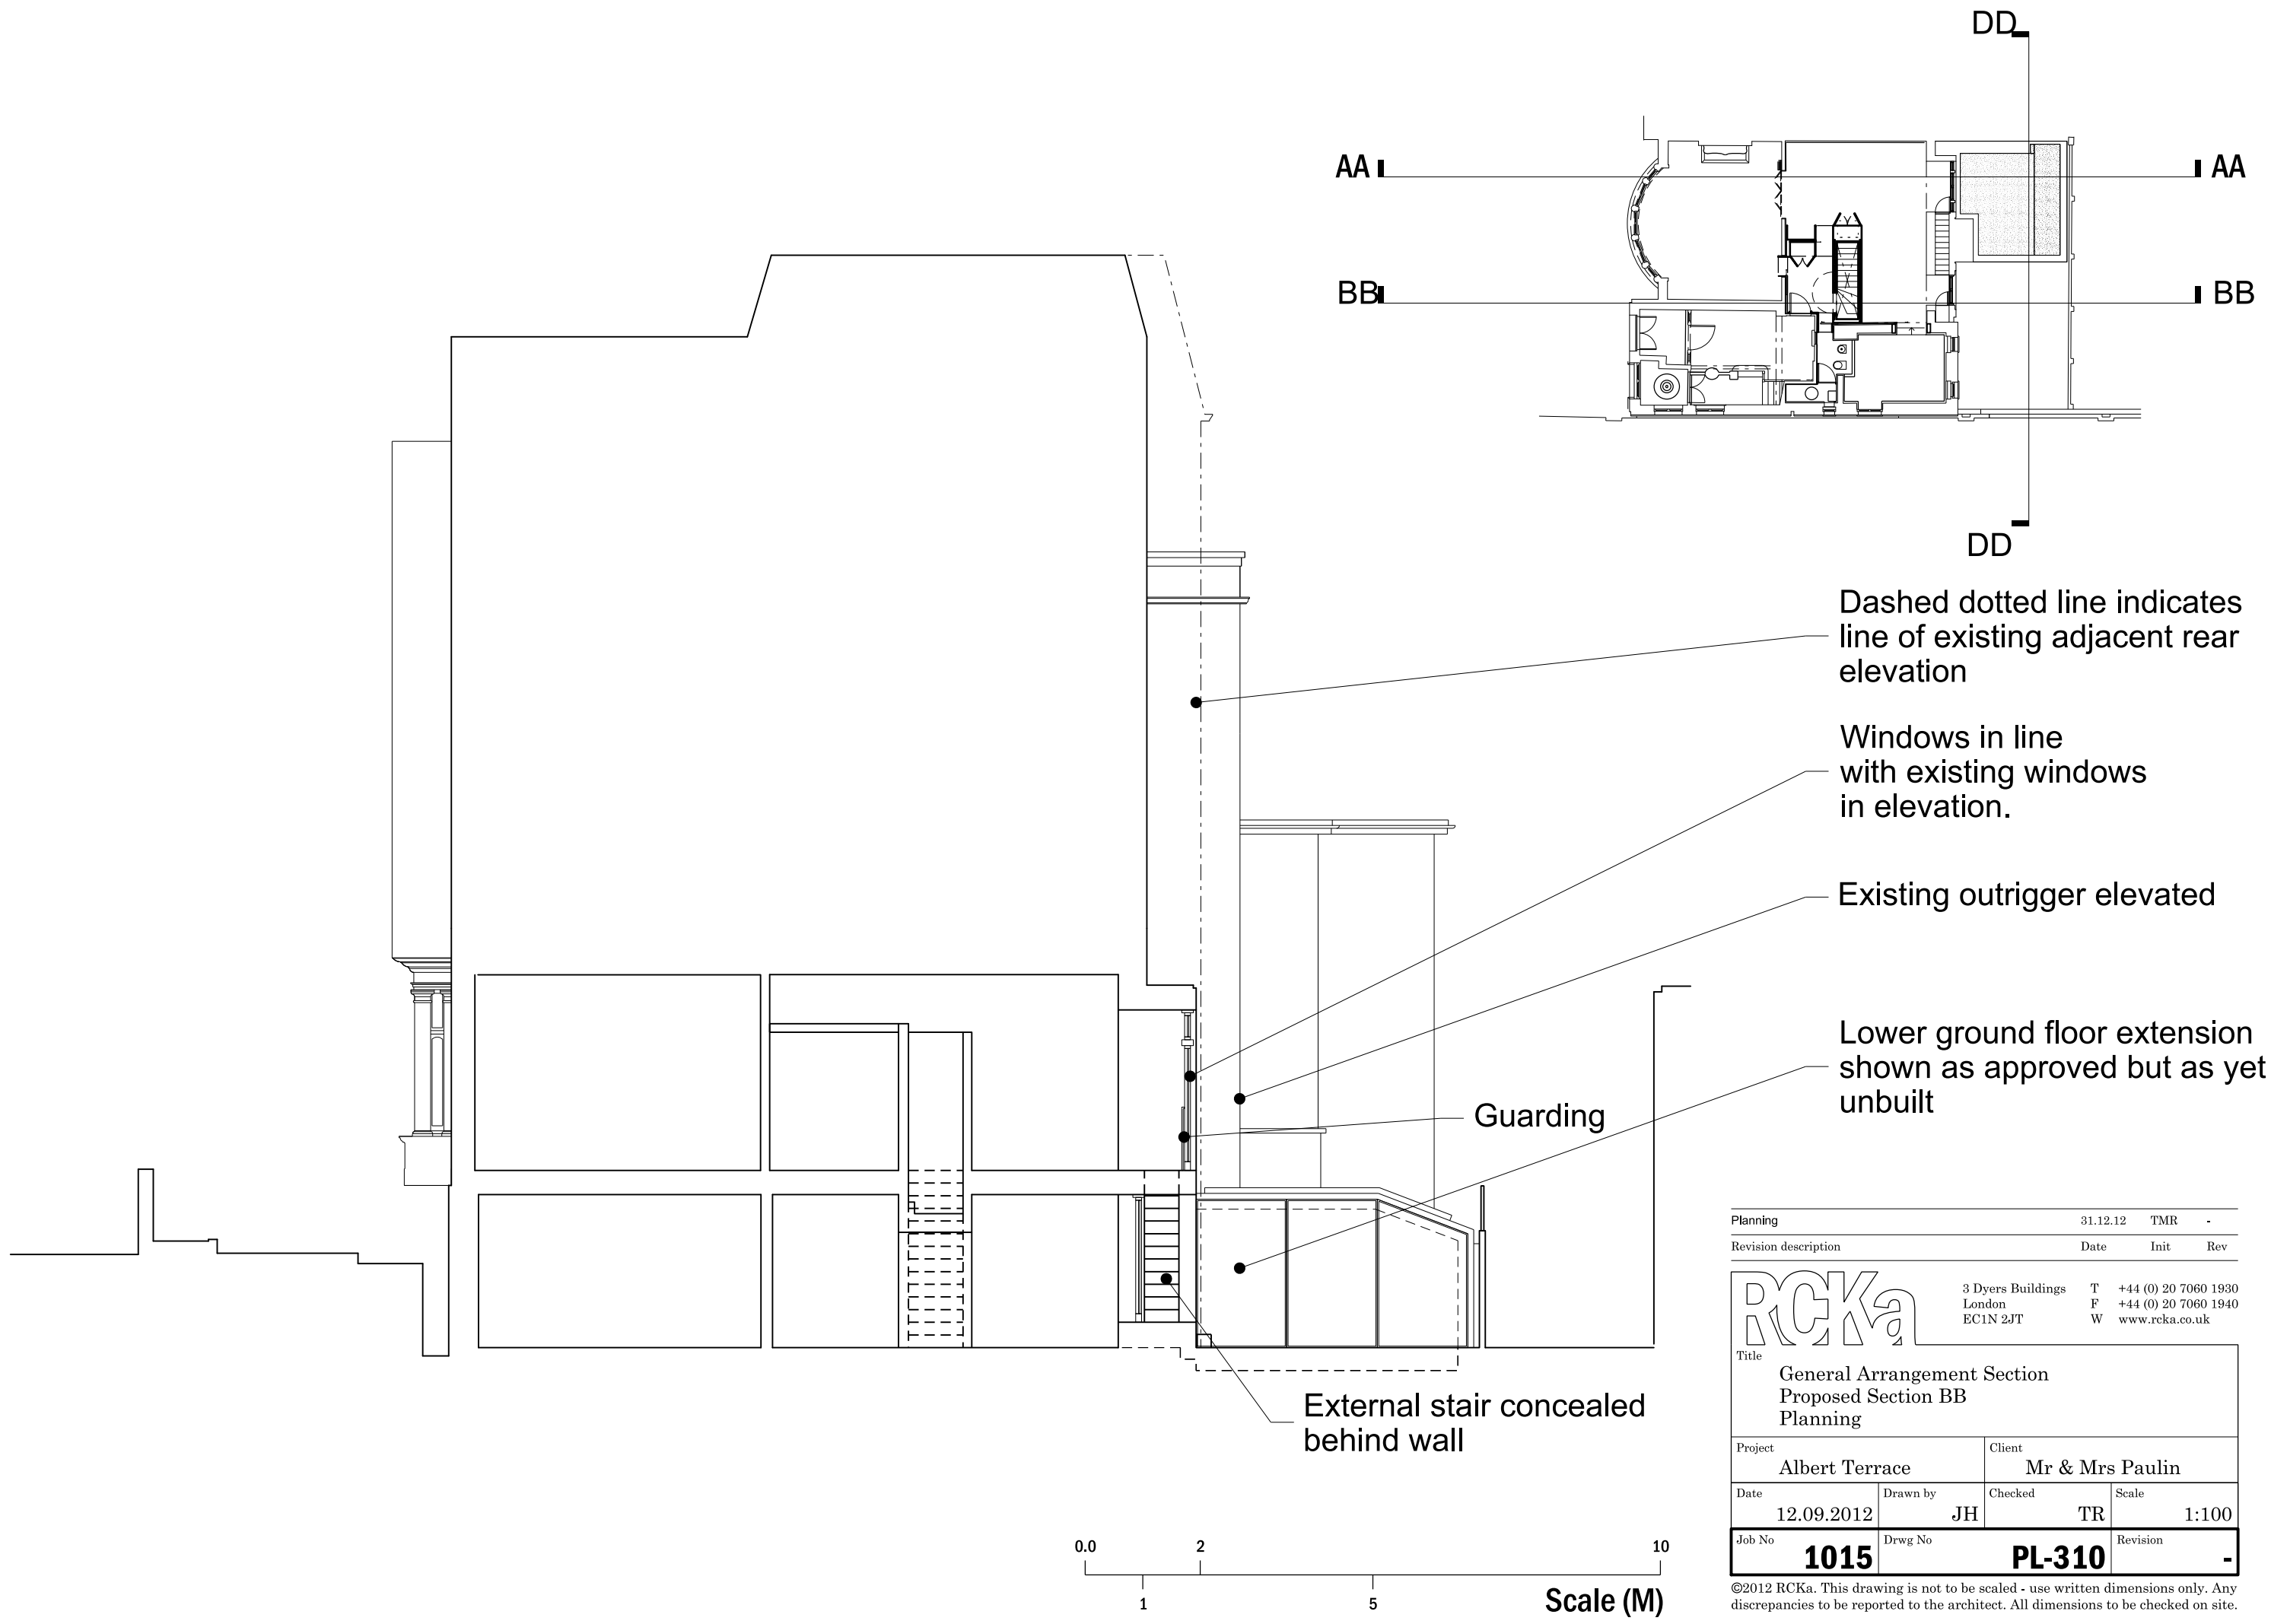 DD
AA
AA
BB
BB
DD
Dashed dotted line indicates
line of existing adjacent rear
elevation
Windows in line
with existing windows
in elevation.
Existing outrigger elevated
Lower ground floor extension
shown as approved but as yet
unbuilt
Guarding
External stair concealed
behind wall
0.0 2 10
1 5
Scale (M)
Planning 31.12.12 TMR -
Revision description Date Init Rev
RCKa
3 Dyers Buildings T +44 (0) 20 7060 1930
London F +44 (0) 20 7060 1940
EC1N 2JT W www.rcka.co.uk
Title
General Arrangement Section
Proposed Section BB
Planning
Project Client
Albert Terrace Mr & Mrs Paulin
Date Drawn by Checked Scale
12.09.2012 JH TR 1:100
Job No Drwg No Revision
1015 PL-310 -
©2012 RCKa. This drawing is not to be scaled - use written dimensions only. Any
discrepancies to be reported to the architect. All dimensions to be checked on site.